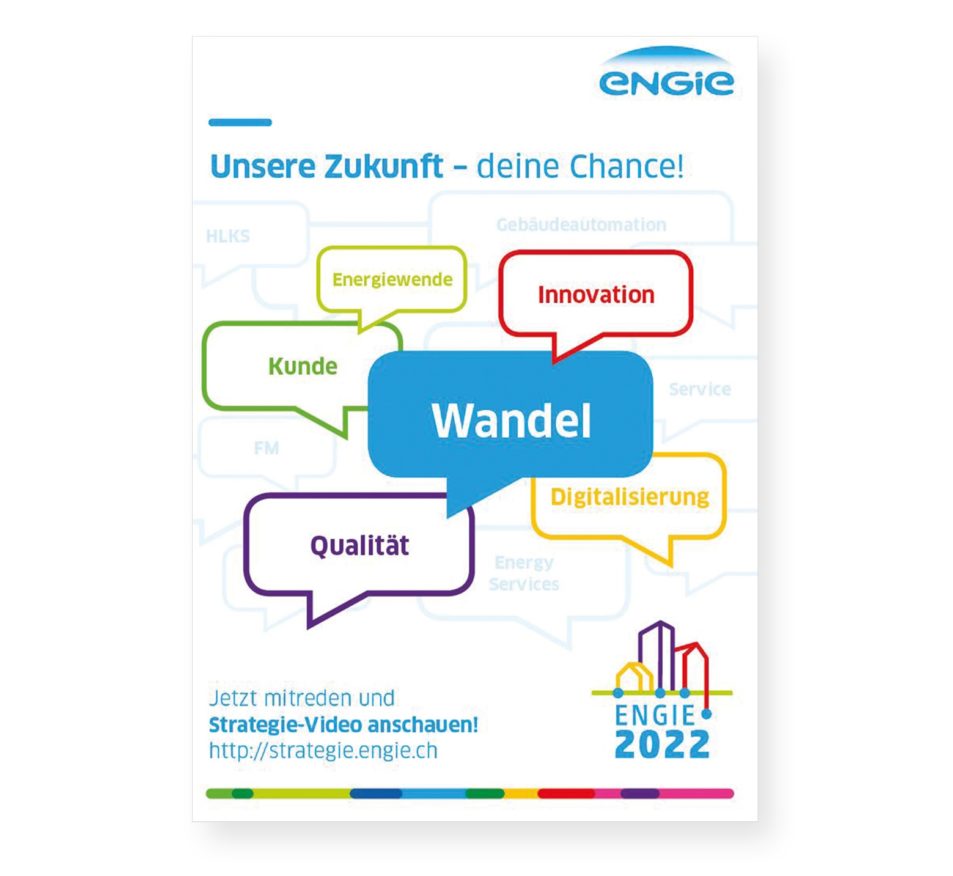 ENGIE
Unsere Zukunft – deine Chance!
HLKS
Gebäudeautomation
Energiewende
Innovation
Kunde
Service
Wandel
FM
Digitalisierung
Qualität
Energy
Services
Jetzt mitreden und
Strategie-Video anschauen!
http://strategie.engie.ch
ENGIE
2022